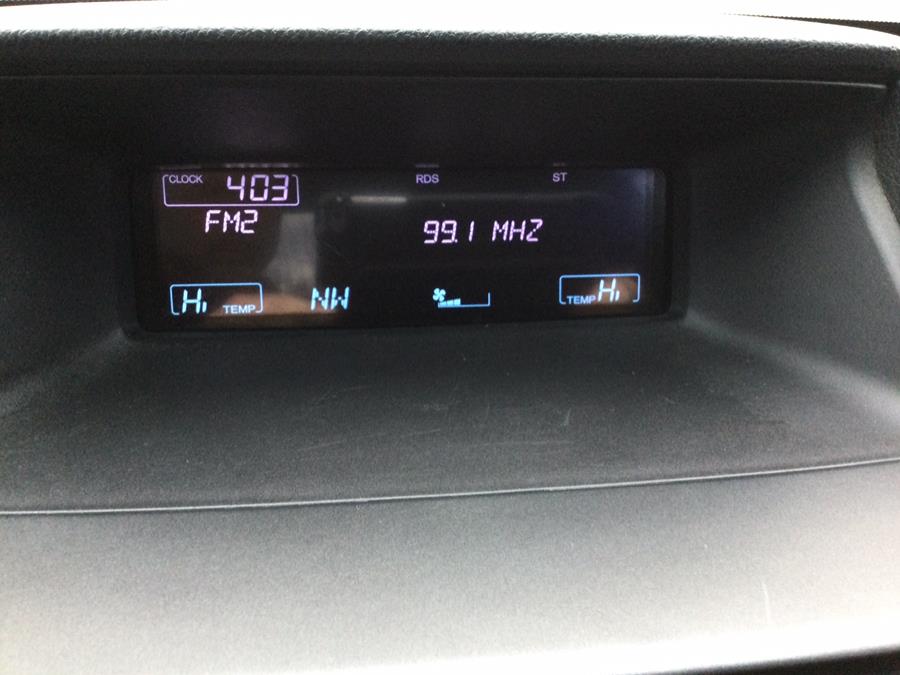 CLOCK 403 RDS ST
FM2 99.1 MHZ
HI TEMP NW TEMP HI